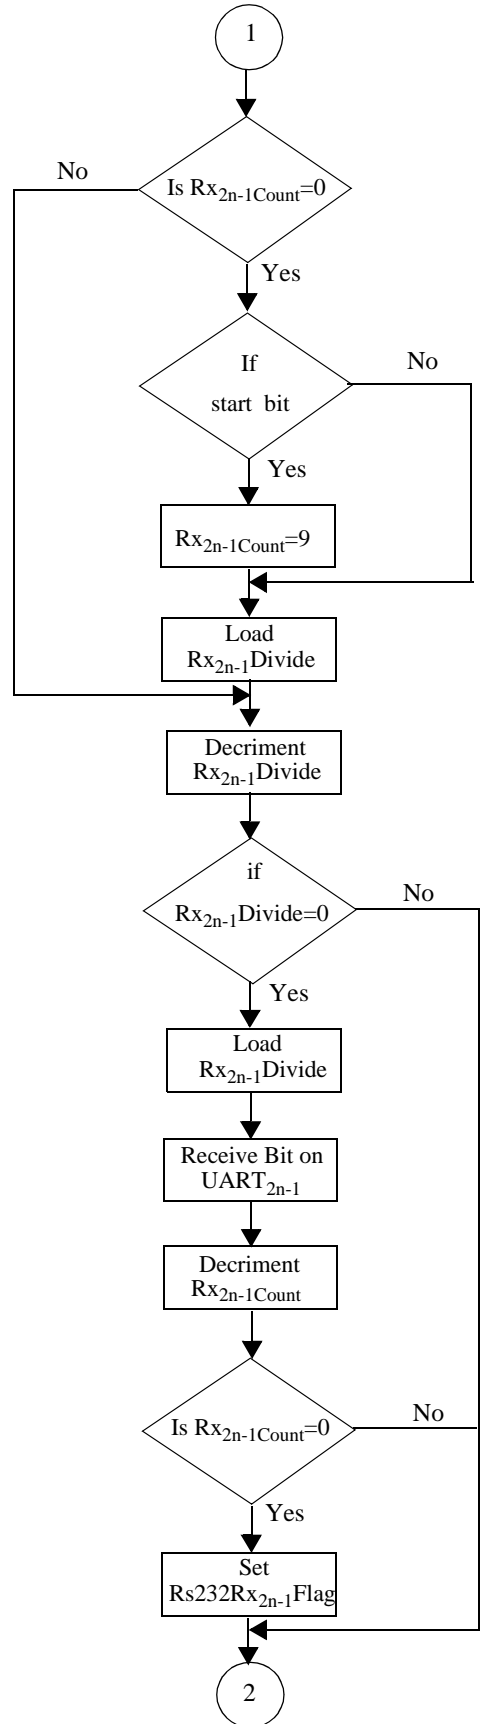 1
No
Is Rx2n-1Count=0
Yes
If
start bit
No
Yes
Rx2n-1Count=9
Load
Rx2n-1Divide
Decriment
Rx2n-1Divide
if
Rx2n-1Divide=0
No
Yes
Load
Rx2n-1Divide
Receive Bit on
UART2n-1
Decriment
Rx2n-1Count
Is Rx2n-1Count=0
No
Yes
Set
Rs232Rx2n-1Flag
2